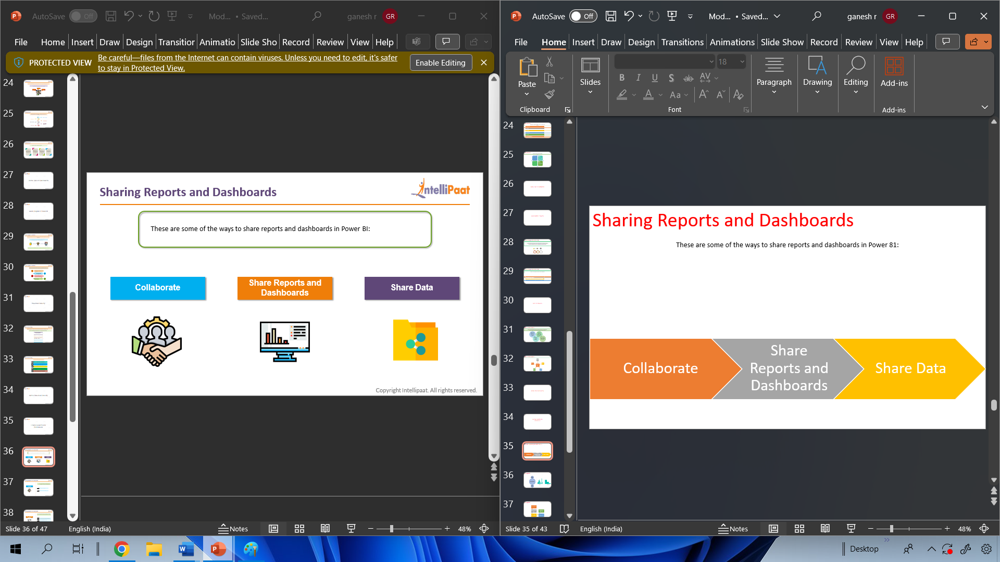 AutoSave Off Mod... • Saved... ganesh r GR
File Home Insert Draw Design Transitior Animatio Slide Sho Record Review View Help
PROTECTED VIEW Be careful—files from the Internet can contain viruses. Unless you need to edit, it's safer to stay in Protected View. Enable Editing
24
25
26
27
28
29
30
31
32
33
34
35
36
37
38
Sharing Reports and Dashboards
IntelliPaat
These are some of the ways to share reports and dashboards in Power BI:
Collaborate
Share Reports and
Dashboards
Share Data
Copyright Intellipaat. All rights reserved.
Slide 36 of 47 English (India) Notes 48%
AutoSave Off Mod... • Saved... ganesh r GR
File Home Insert Draw Design Transitions Animations Slide Show Record Review View Help
Paste
Clipboard
Slides
18
B I U S ab AV
A Aa A A A
Font
Paragraph
Drawing
Editing
Add-ins
Add-ins
24
25
26
27
28
29
30
31
32
33
34
35
36
37
Sharing Reports and Dashboards
These are some of the ways to share reports and dashboards in Power 81:
Collaborate
Share
Reports and
Dashboards
Share Data
Slide 35 of 43 English (India) Notes 48%
Desktop